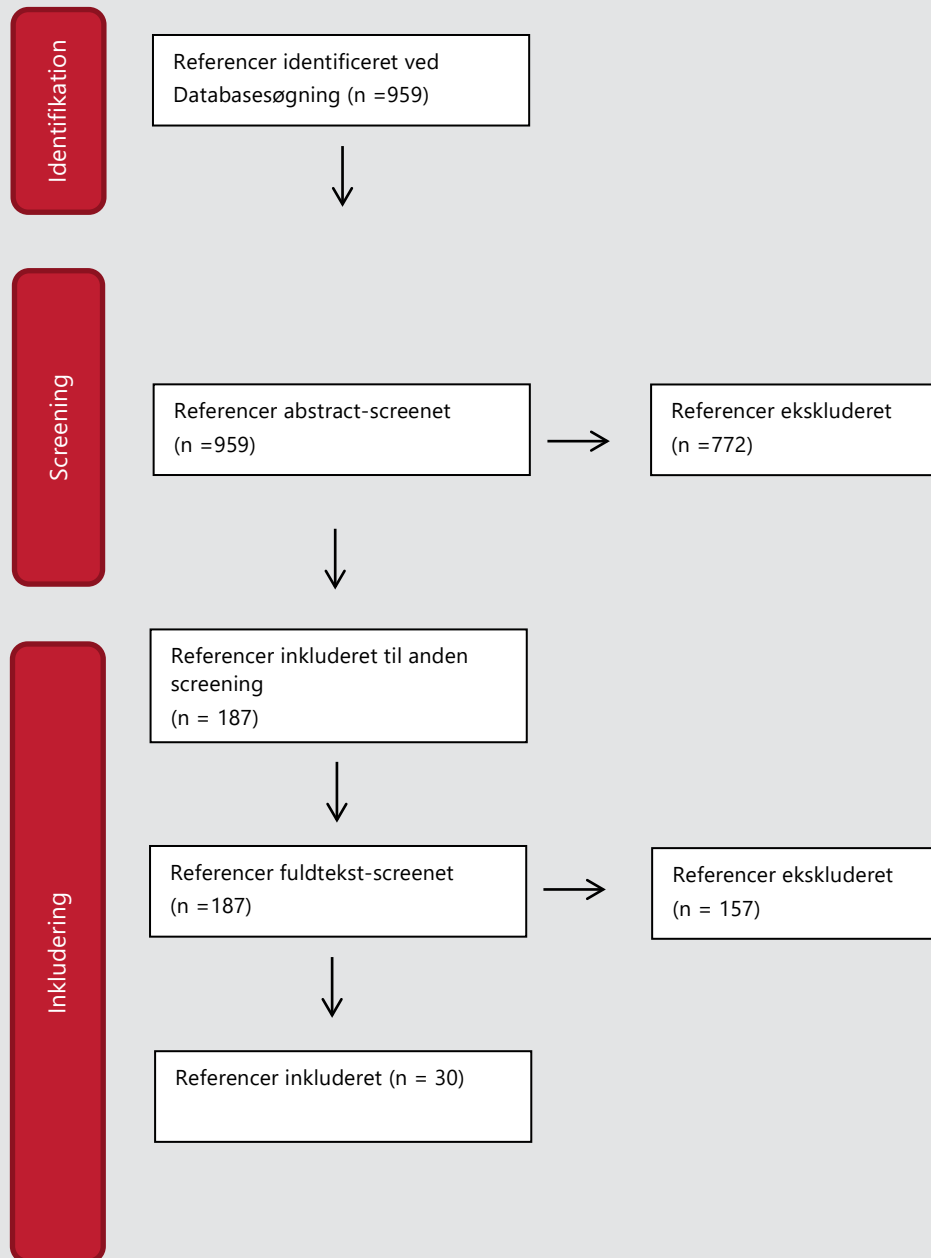 Identifikation
Referencer identificeret ved
Databasesøgning (n =959)
Screening
Referencer abstract-screenet
(n =959)
Referencer ekskluderet
(n =772)
Inkludering
Referencer inkluderet til anden
screening
(n = 187)
Referencer fuldtekst-screenet
(n =187)
Referencer ekskluderet
(n = 157)
Referencer inkluderet (n = 30)